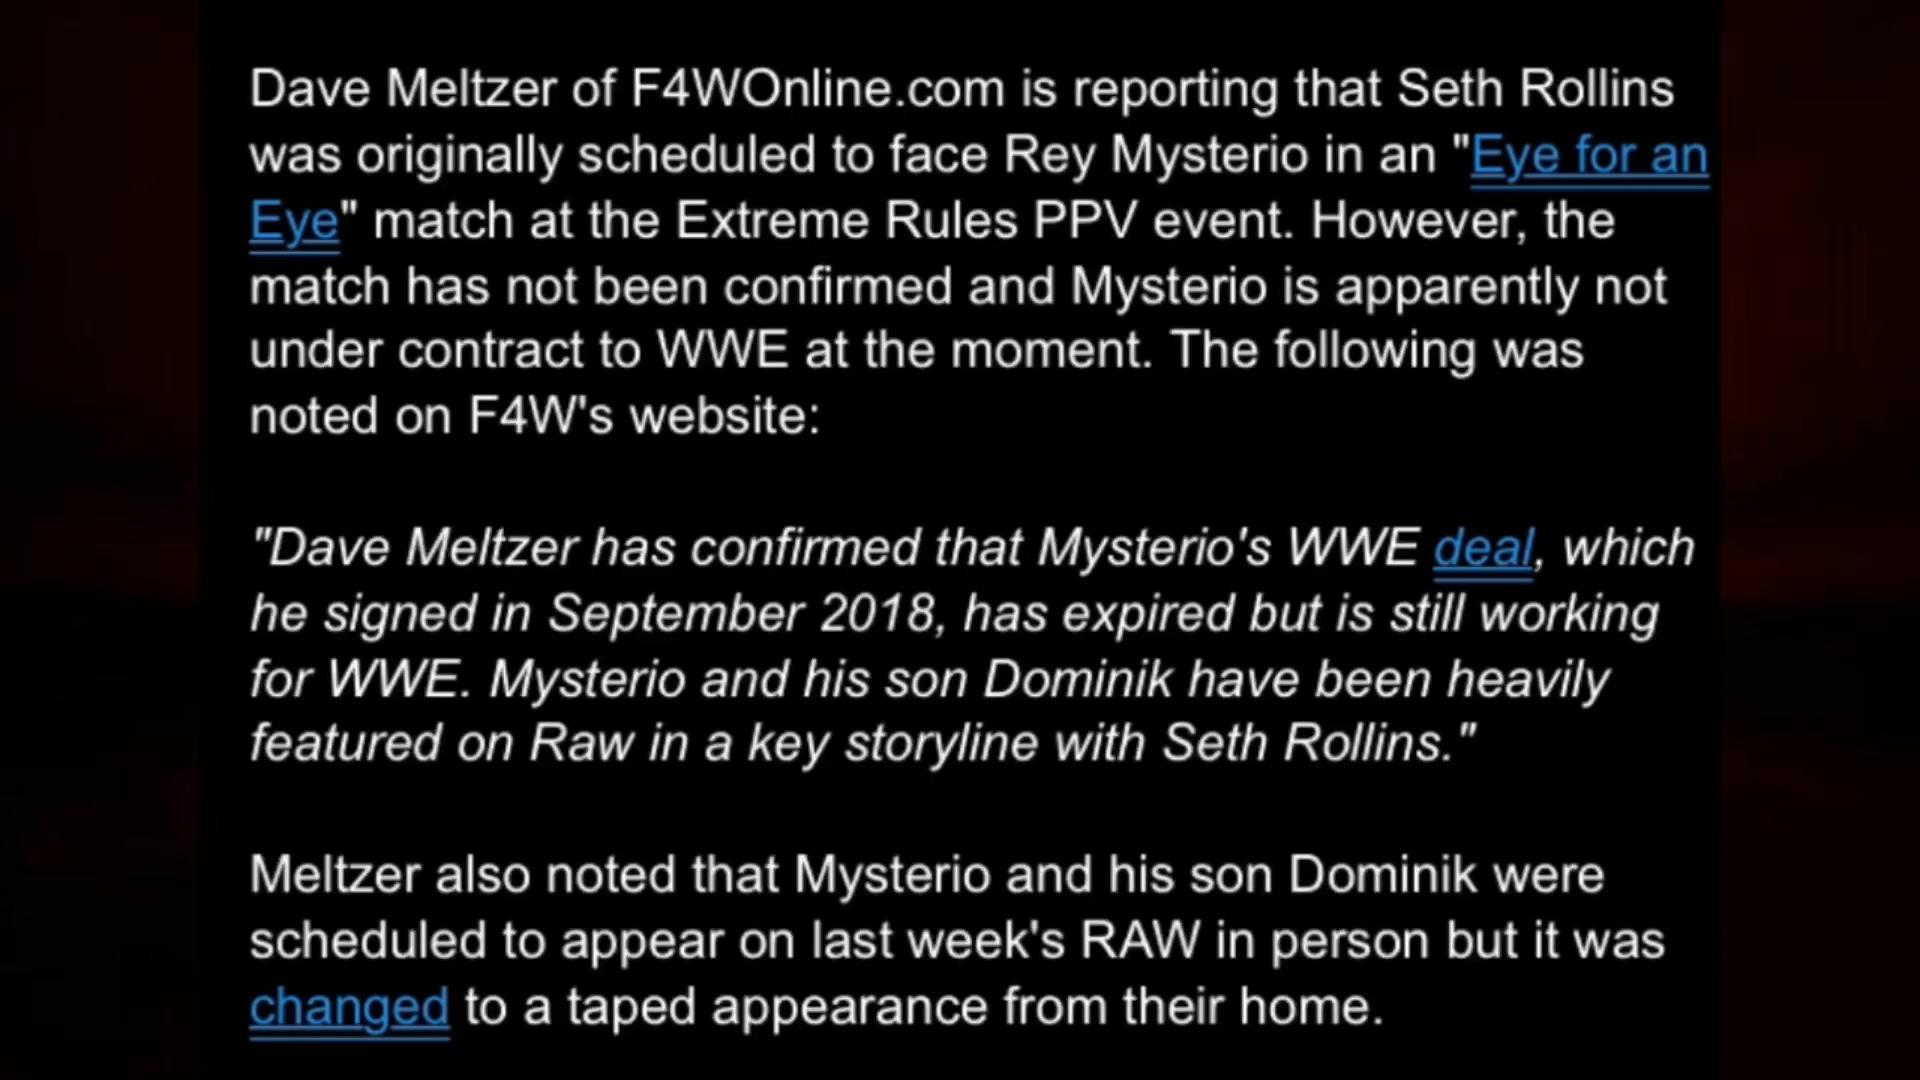 Dave Meltzer of F4WOnline.com is reporting that Seth Rollins
was originally scheduled to face Rey Mysterio in an "Eye for an
Eye" match at the Extreme Rules PPV event. However, the
match has not been confirmed and Mysterio is apparently not
under contract to WWE at the moment. The following was
noted on F4W's website:
"Dave Meltzer has confirmed that Mysterio's WWE deal, which
he signed in September 2018, has expired but is still working
for WWE. Mysterio and his son Dominik have been heavily
featured on Raw in a key storyline with Seth Rollins."
Meltzer also noted that Mysterio and his son Dominik were
scheduled to appear on last week's RAW in person but it was
changed to a taped appearance from their home.